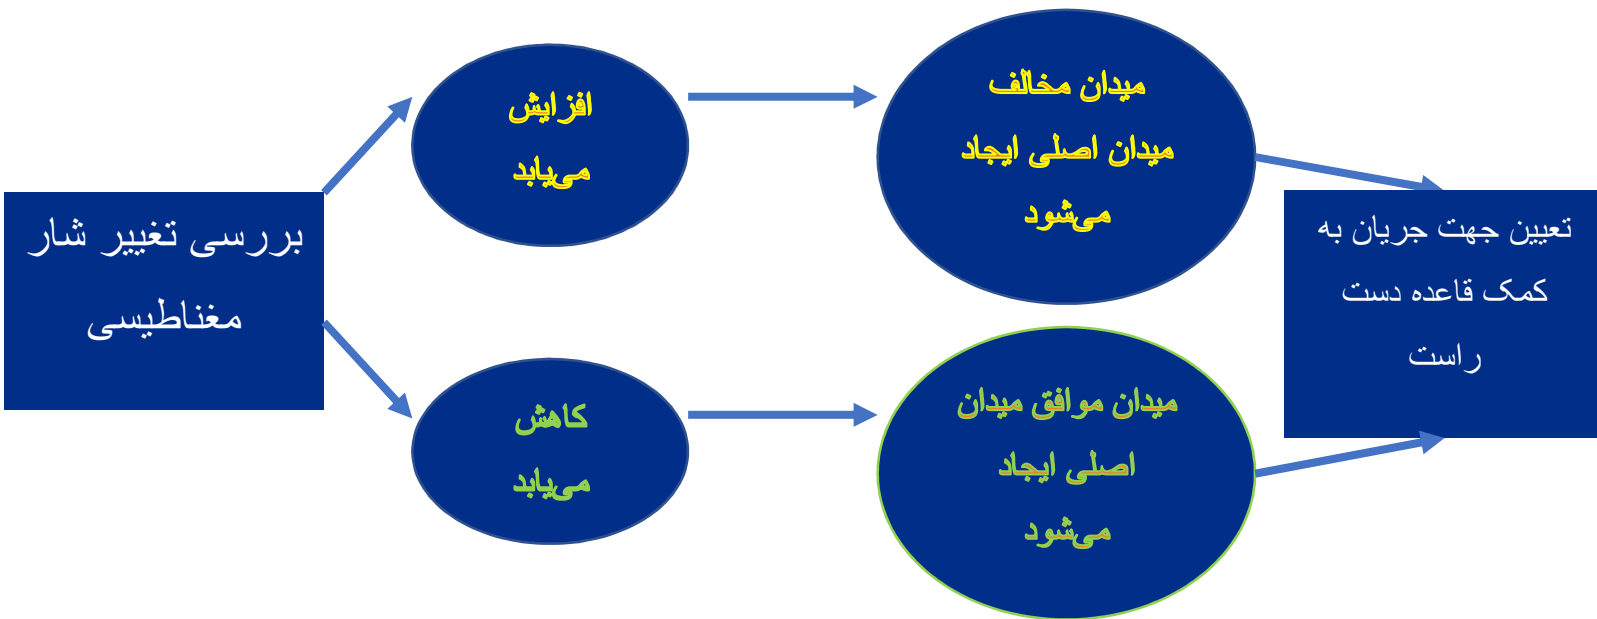 بررسی تغییر شار
مغناطیسی
افزایش
می‌یابد
میدان مخالف
میدان اصلی ایجاد
می‌شود
کاهش
می‌یابد
میدان موافق میدان
اصلی ایجاد
می‌شود
تعیین جهت جریان به
کمک قاعده دست
راست